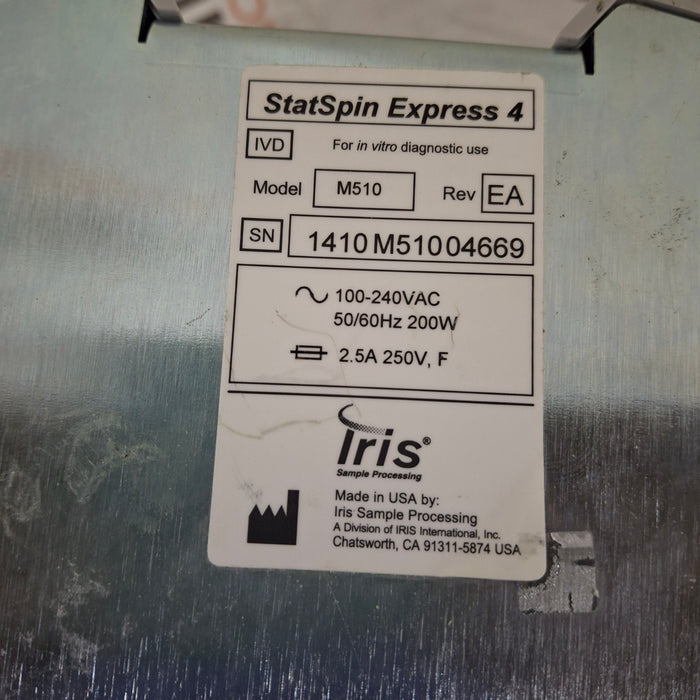 StatSpin Express 4
IVD For in vitro diagnostic use
Model M510 Rev EA
SN 1410 M510 04669
100-240VAC
50/60Hz 200W
2.5A 250V, F
Iris®
Sample Processing
Made in USA by:
Iris Sample Processing
A Division of IRIS International, Inc.
Chatsworth, CA 91311-5874 USA